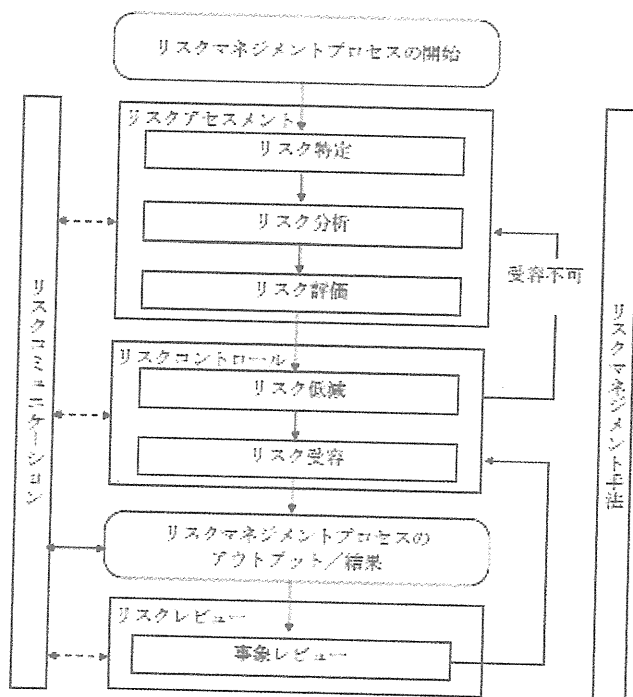 リスクマネジメントプロセスの開始
リスクアセスメント
リスク特定
リスク分析
リスク評価
受容不可
リスクコントロール
リスク低減
リスク受容
リスクマネジメントプロセスの
アウトプット/結果
リスクレビュー
事象レビュー
リスクコミュニケーション
リスクマネジメント手法